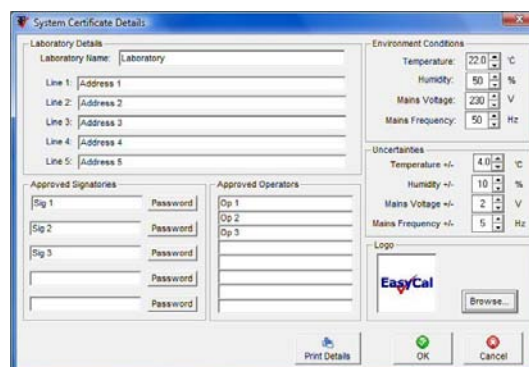 System Certificate Details
Laboratory Details
Laboratory Name: Laboratory
Line 1: Address 1
Line 2: Address 2
Line 3: Address 3
Line 4: Address 4
Line 5: Address 5
Approved Signatories
Sig 1 Password
Sig 2 Password
Sig 3 Password
Password
Password
Approved Operators
Op 1
Op 2
Op 3
Environment Conditions
Temperature: 22.0 °C
Humidity: 50 %
Mains Voltage: 230 V
Mains Frequency: 50 Hz
Uncertainties
Temperature +/- 4.0 °C
Humidity +/- 10 %
Mains Voltage +/- 2 V
Mains Frequency +/- 5 Hz
Logo
EasyCal
Browse...
Print Details
OK
Cancel